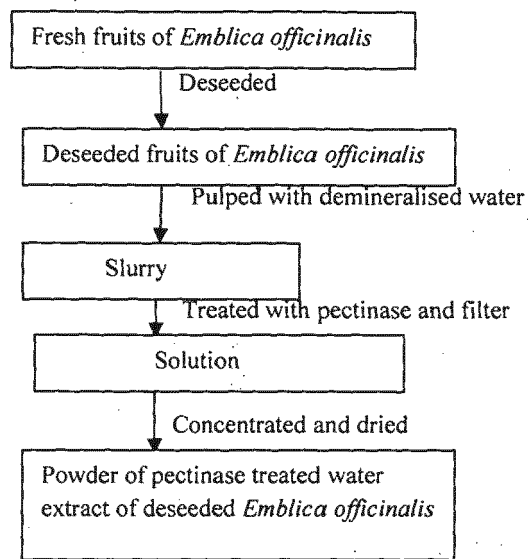 Fresh fruits of Emblica officinalis
Deseeded
Deseeded fruits of Emblica officinalis
Pulped with demineralised water
Slurry
Treated with pectinase and filter
Solution
Concentrated and dried
Powder of pectinase treated water
extract of deseeded Emblica officinalis